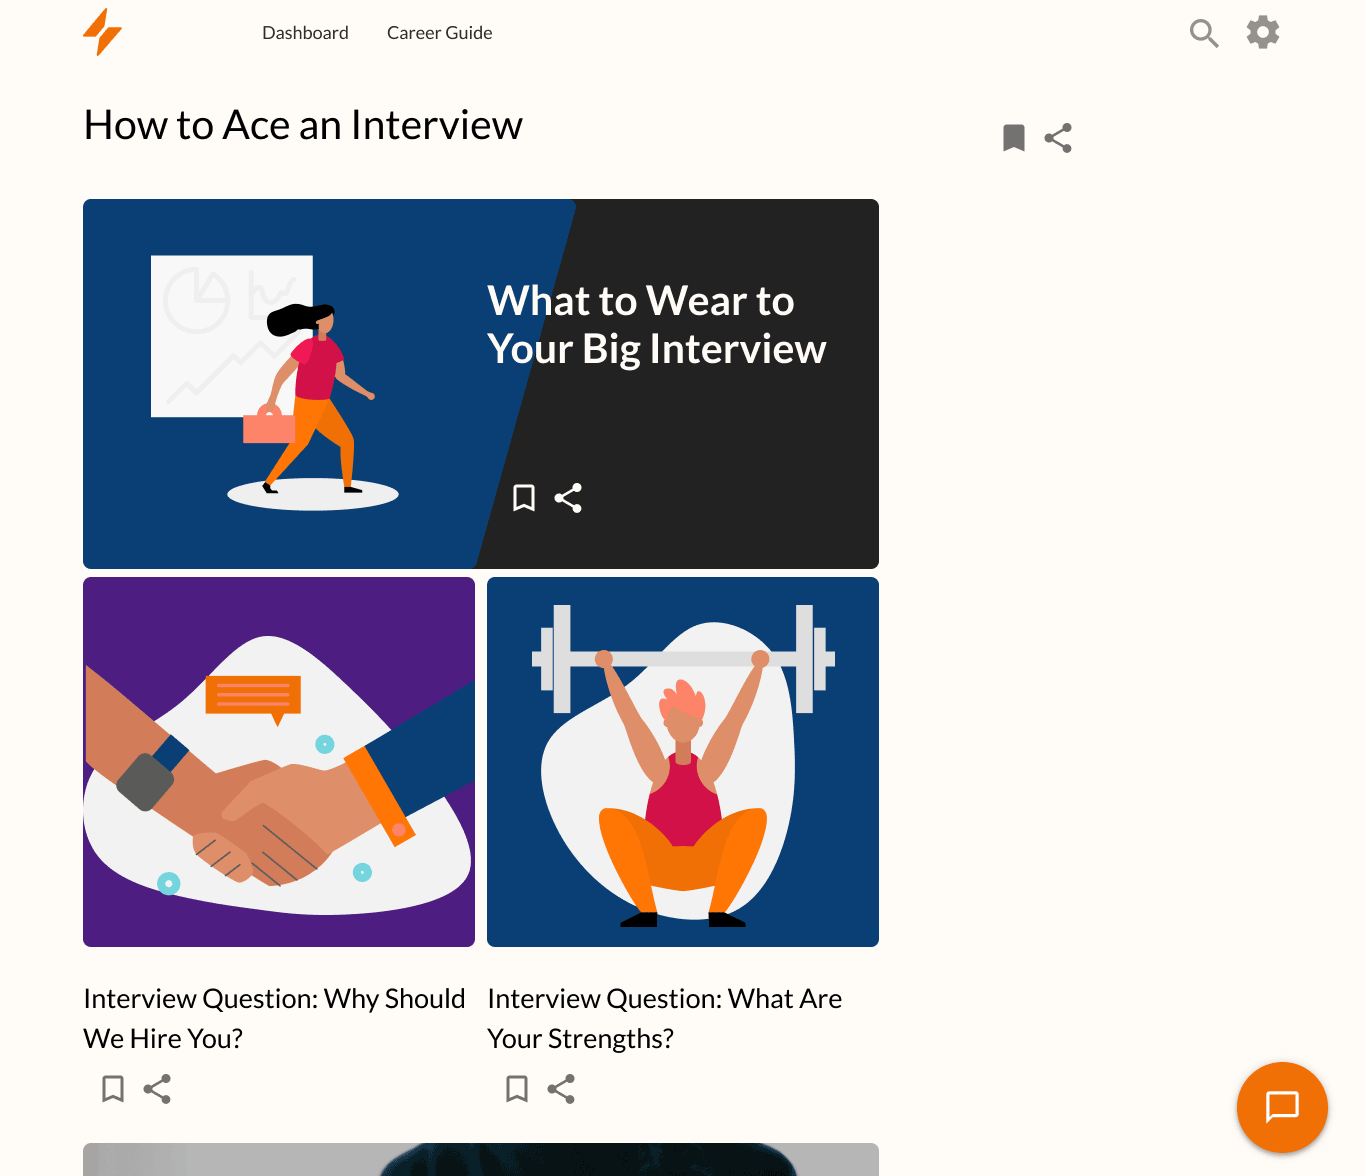 Dashboard Career Guide
How to Ace an Interview
What to Wear to
Your Big Interview
Interview Question: Why Should
We Hire You?
Interview Question: What Are
Your Strengths?